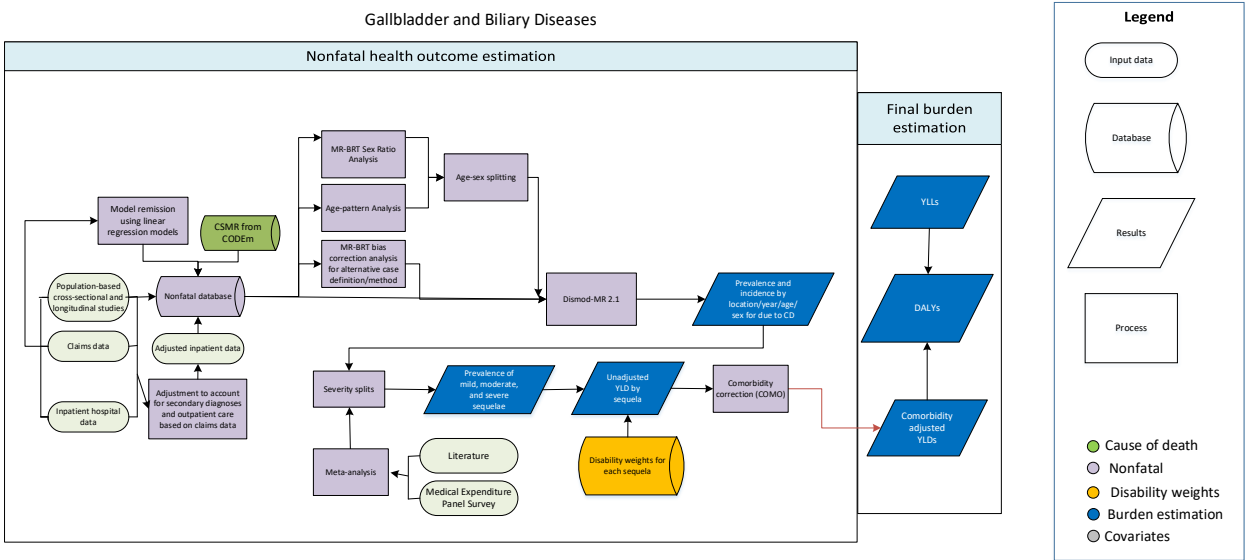 Gallbladder and Biliary Diseases
Nonfatal health outcome estimation
MR-BRT Sex Ratio
Analysis
Age-sex splitting
Age-pattern Analysis
Model remission
using linear
regression models
CSMR from
CODEm
MR-BRT bias
correction analysis
for alternative case
definition/method
Population-based
cross-sectional and
longitudinal studies
Nonfatal database
Dismod-MR 2.1
Prevalence and
incidence by
location/year/age/
sex for due to CD
Claims data
Adjusted inpatient data
Inpatient hospital
data
Adjustment to account
for secondary diagnoses
and outpatient care
based on claims data
Severity splits
Prevalence of
mild, moderate,
and severe
sequelae
Unadjusted
YLD by
sequela
Comorbidity
correction (COMO)
Meta-analysis
Literature
Medical Expenditure
Panel Survey
Disability weights for
each sequela
Final burden
estimation
YLLs
DALYs
Comorbidity
adjusted
YLDs
Legend
Input data
Database
Results
Process
Cause of death
Nonfatal
Disability weights
Burden estimation
Covariates